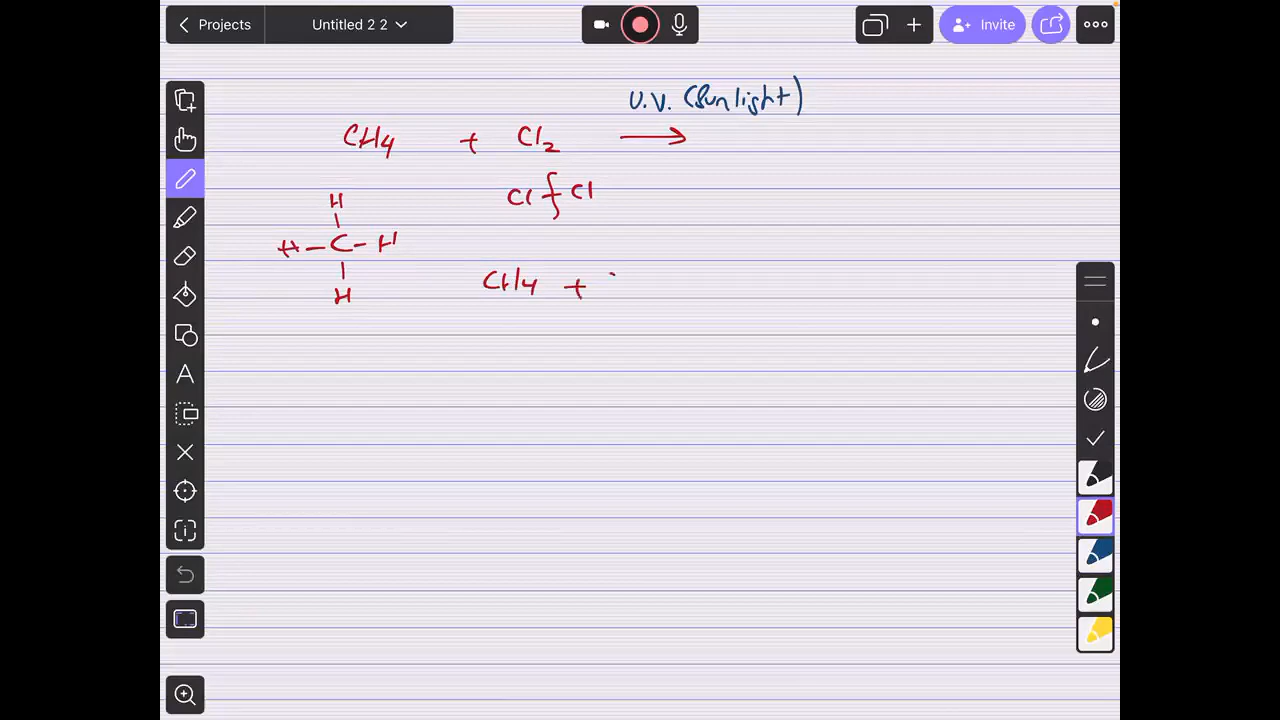 Projects
Untitled 2 2
Invite
U.V. (Sunlight)
CH4 + Cl2 →
Cl Cl
H
H–C–H
H
CH4 +
A